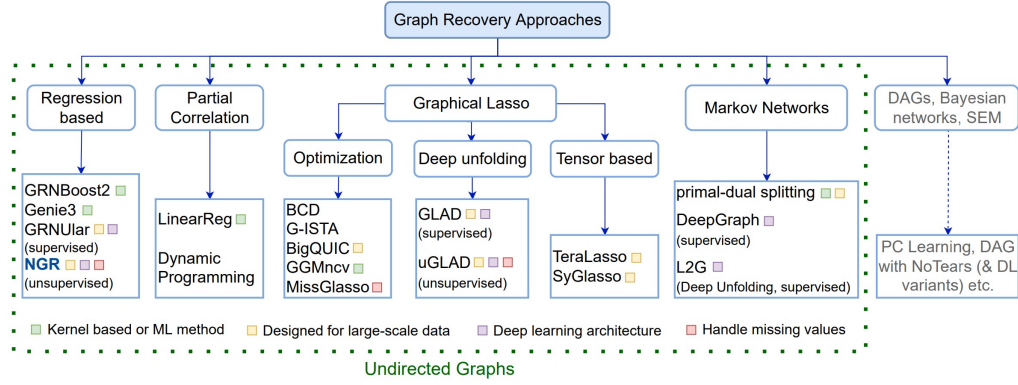 Graph Recovery Approaches
Regression
based
Partial
Correlation
Graphical Lasso
Markov Networks
DAGs, Bayesian
networks, SEM
Optimization
Deep unfolding
Tensor based
GRNBoost2
Genie3
GRNUlar
(supervised)
NGR
(unsupervised)
LinearReg
Dynamic
Programming
BCD
G-ISTA
BigQUIC
GGMncv
MissGlasso
GLAD
(supervised)
uGLAD
(unsupervised)
TeraLasso
SyGlasso
primal-dual splitting
DeepGraph
(supervised)
L2G
(Deep Unfolding, supervised)
PC Learning, DAG
with NoTears (& DL
variants) etc.
Kernel based or ML method
Designed for large-scale data
Deep learning architecture
Handle missing values
Undirected Graphs